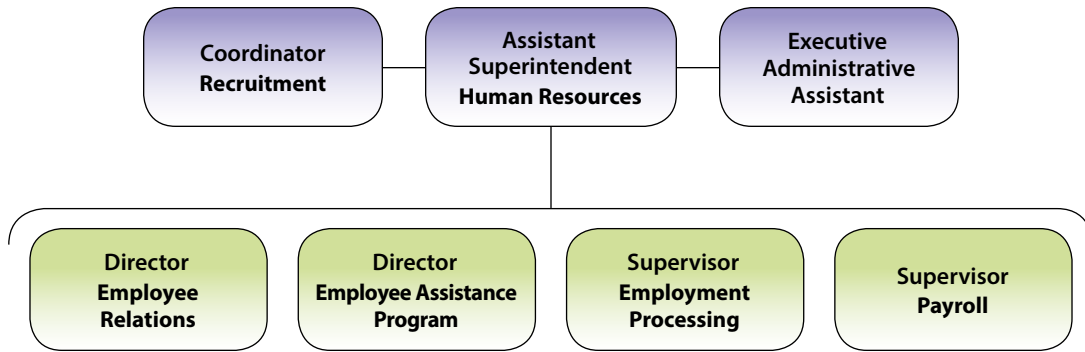 Coordinator
Recruitment
Assistant
Superintendent
Human Resources
Executive
Administrative
Assistant
Director
Employee
Relations
Director
Employee Assistance
Program
Supervisor
Employment
Processing
Supervisor
Payroll